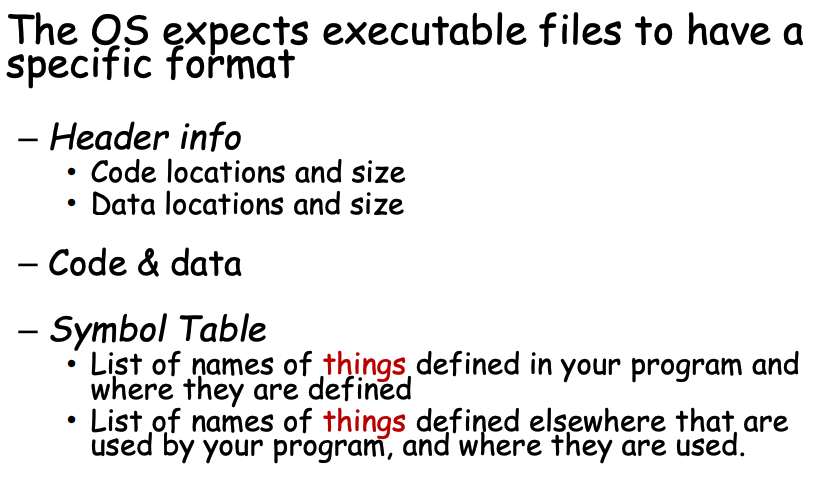 The OS expects executable files to have a
specific format
– Header info
• Code locations and size
• Data locations and size
– Code & data
– Symbol Table
• List of names of things defined in your program and
where they are defined
• List of names of things defined elsewhere that are
used by your program, and where they are used.